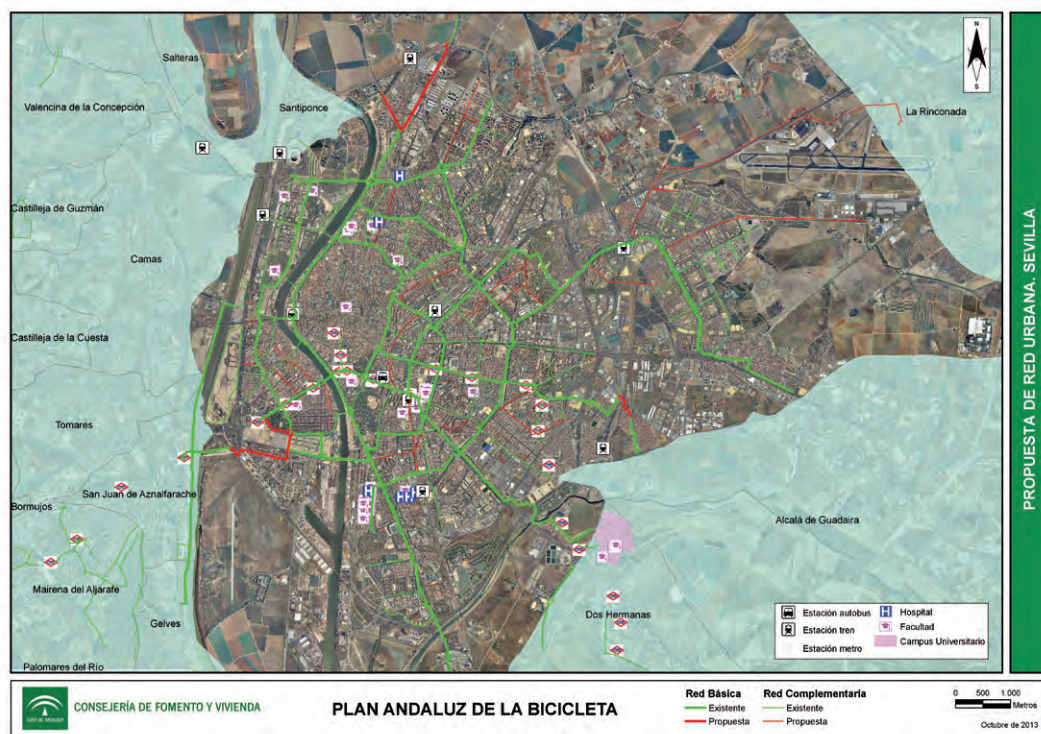 Salteras
Valencina de la Concepción
Santiponce
La Rinconada
Castilleja de Guzmán
Camas
Castilleja de la Cuesta
Tomares
San Juan de Aznalfarache
Bormujos
Alcalá de Guadaira
Mairena del Aljarafe
Gelves
Dos Hermanas
Palomares del Río
N
S
H
H
H
Estación autobus
Estación tren
Estación metro
H Hospital
Facultad
Campus Universitario
PROPUESTA DE RED URBANA. SEVILLA
CONSEJERÍA DE FOMENTO Y VIVIENDA
PLAN ANDALUZ DE LA BICICLETA
Red Básica
Existente
Propuesta
Red Complementaria
Existente
Propuesta
0 500 1.000
Metros
Octubre de 2013